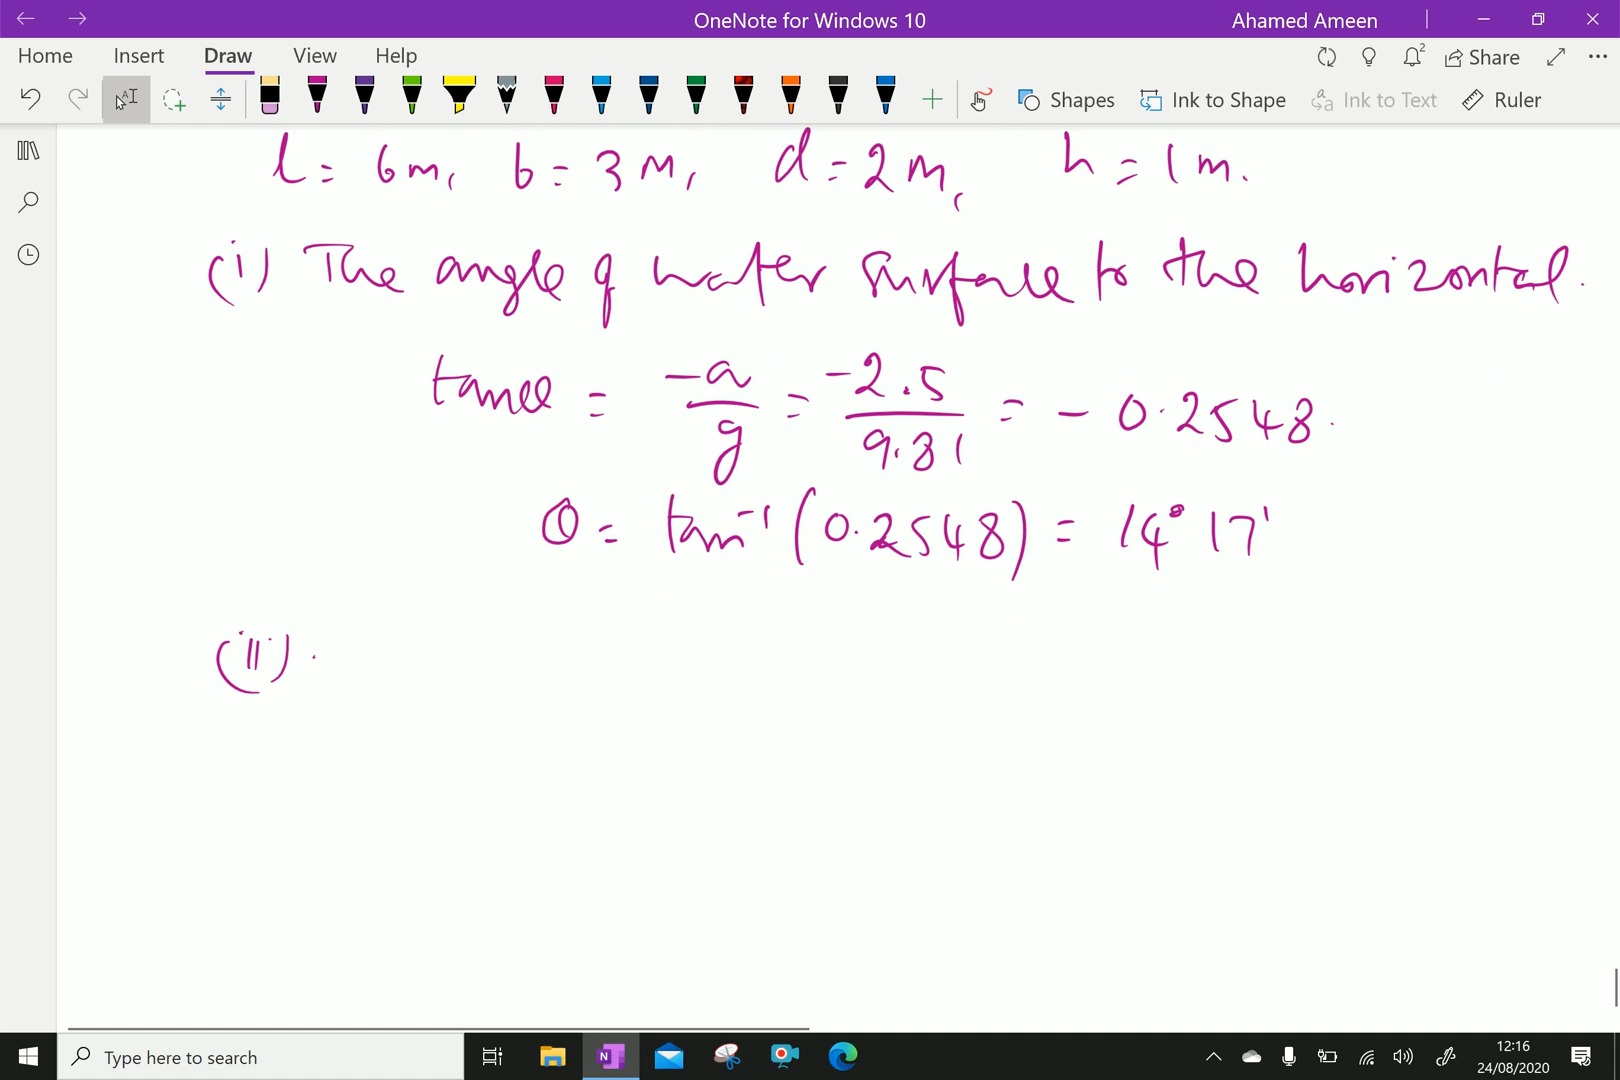 OneNote for Windows 10
Ahamed Ameen
Home Insert Draw View Help
2 Share
Shapes Ink to Shape Ink to Text Ruler
l = 6m, b = 3m, d = 2m, h = 1m.
(i) The angle of water surface to the horizontal.
tanθ = -a/g = -2.5/9.81 = -0.2548.
θ = tan⁻¹(0.2548) = 14° 17'
(ii).
Type here to search
12:16
24/08/2020